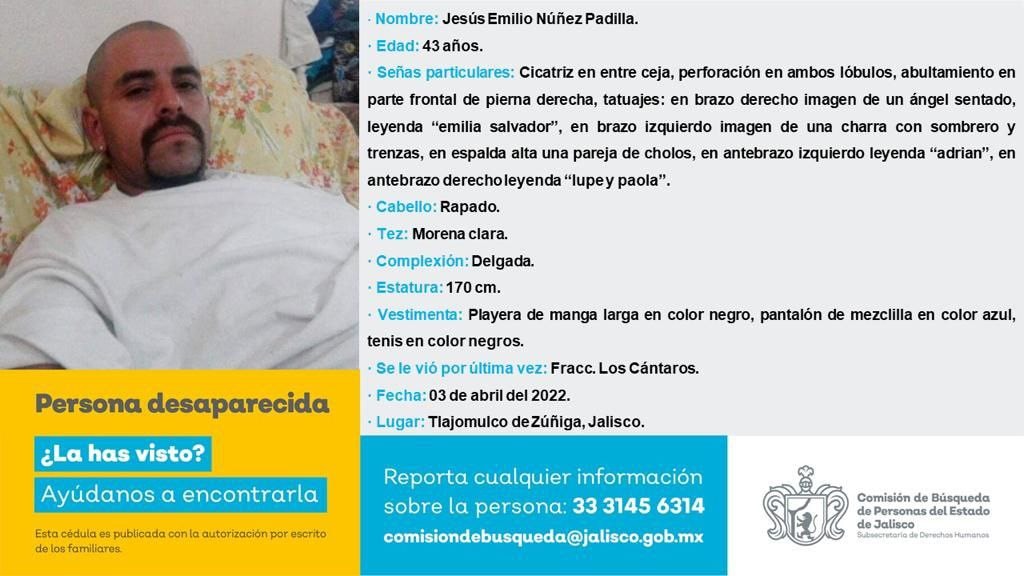 · Nombre: Jesús Emilio Núñez Padilla.
· Edad: 43 años.
· Señas particulares: Cicatriz en entre ceja, perforación en ambos lóbulos, abultamiento en
parte frontal de pierna derecha, tatuajes: en brazo derecho imagen de un ángel sentado,
leyenda “emilia salvador”, en brazo izquierdo imagen de una charra con sombrero y
trenzas, en espalda alta una pareja de cholos, en antebrazo izquierdo leyenda “adrian”, en
antebrazo derecho leyenda “lupe y paola”.
· Cabello: Rapado.
· Tez: Morena clara.
· Complexión: Delgada.
· Estatura: 170 cm.
· Vestimenta: Playera de manga larga en color negro, pantalón de mezclilla en color azul,
tenis en color negros.
· Se le vió por última vez: Fracc. Los Cántaros.
· Fecha: 03 de abril del 2022.
· Lugar: Tlajomulco de Zúñiga, Jalisco.
Persona desaparecida
¿La has visto?
Ayúdanos a encontrarla
Esta cédula es publicada con la autorización por escrito
de los familiares.
Reporta cualquier información
sobre la persona: 33 3145 6314
comisiondebusqueda@jalisco.gob.mx
Comisión de Búsqueda
de Personas del Estado
de Jalisco
Subsecretaría de Derechos Humanos